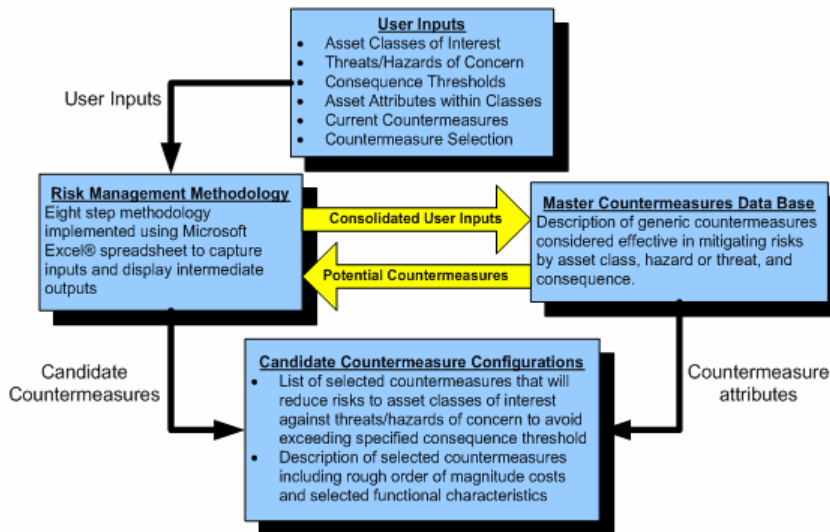 User Inputs
• Asset Classes of Interest
• Threats/Hazards of Concern
• Consequence Thresholds
• Asset Attributes within Classes
• Current Countermeasures
• Countermeasure Selection
User Inputs
Risk Management Methodology
Eight step methodology
implemented using Microsoft
Excel® spreadsheet to capture
inputs and display intermediate
outputs
Consolidated User Inputs
Potential Countermeasures
Master Countermeasures Data Base
Description of generic countermeasures
considered effective in mitigating risks
by asset class, hazard or threat, and
consequence.
Candidate
Countermeasures
Candidate Countermeasure Configurations
• List of selected countermeasures that will
reduce risks to asset classes of interest
against threats/hazards of concern to avoid
exceeding specified consequence threshold
• Description of selected countermeasures
including rough order of magnitude costs
and selected functional characteristics
Countermeasure
attributes